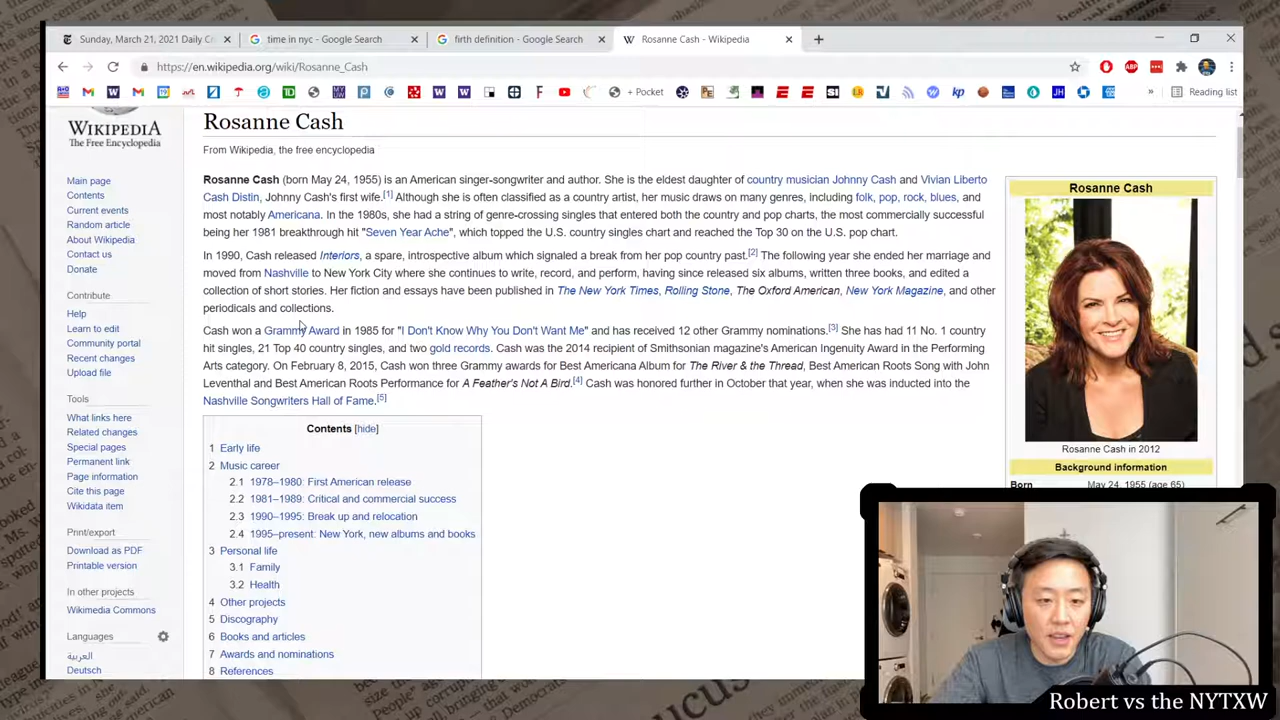 Sunday, March 21, 2021 Daily Cr
time in nyc - Google Search
firth definition - Google Search
Rosanne Cash - Wikipedia
https://en.wikipedia.org/wiki/Rosanne_Cash
+ Pocket
Reading list
WIKIPEDIA
The Free Encyclopedia
Main page
Contents
Current events
Random article
About Wikipedia
Contact us
Donate
Contribute
Help
Learn to edit
Community portal
Recent changes
Upload file
Tools
What links here
Related changes
Special pages
Permanent link
Page information
Cite this page
Wikidata item
Print/export
Download as PDF
Printable version
In other projects
Wikimedia Commons
Languages
العربية
Deutsch
Rosanne Cash
From Wikipedia, the free encyclopedia
Rosanne Cash (born May 24, 1955) is an American singer-songwriter and author. She is the eldest daughter of country musician Johnny Cash and Vivian Liberto
Cash Distin, Johnny Cash's first wife.[1] Although she is often classified as a country artist, her music draws on many genres, including folk, pop, rock, blues, and
most notably Americana. In the 1980s, she had a string of genre-crossing singles that entered both the country and pop charts, the most commercially successful
being her 1981 breakthrough hit "Seven Year Ache", which topped the U.S. country singles chart and reached the Top 30 on the U.S. pop chart.
In 1990, Cash released Interiors, a spare, introspective album which signaled a break from her pop country past.[2] The following year she ended her marriage and
moved from Nashville to New York City where she continues to write, record, and perform, having since released six albums, written three books, and edited a
collection of short stories. Her fiction and essays have been published in The New York Times, Rolling Stone, The Oxford American, New York Magazine, and other
periodicals and collections.
Cash won a Grammy Award in 1985 for "I Don't Know Why You Don't Want Me" and has received 12 other Grammy nominations.[3] She has had 11 No. 1 country
hit singles, 21 Top 40 country singles, and two gold records. Cash was the 2014 recipient of Smithsonian magazine's American Ingenuity Award in the Performing
Arts category. On February 8, 2015, Cash won three Grammy awards for Best Americana Album for The River & the Thread, Best American Roots Song with John
Leventhal and Best American Roots Performance for A Feather's Not A Bird.[4] Cash was honored further in October that year, when she was inducted into the
Nashville Songwriters Hall of Fame.[5]
Contents [hide]
1 Early life
2 Music career
2.1 1978–1980: First American release
2.2 1981–1989: Critical and commercial success
2.3 1990–1995: Break up and relocation
2.4 1995–present: New York, new albums and books
3 Personal life
3.1 Family
3.2 Health
4 Other projects
5 Discography
6 Books and articles
7 Awards and nominations
8 References
Rosanne Cash
Rosanne Cash in 2012
Background information
Born May 24, 1955 (age 65)
Robert vs the NYTXW